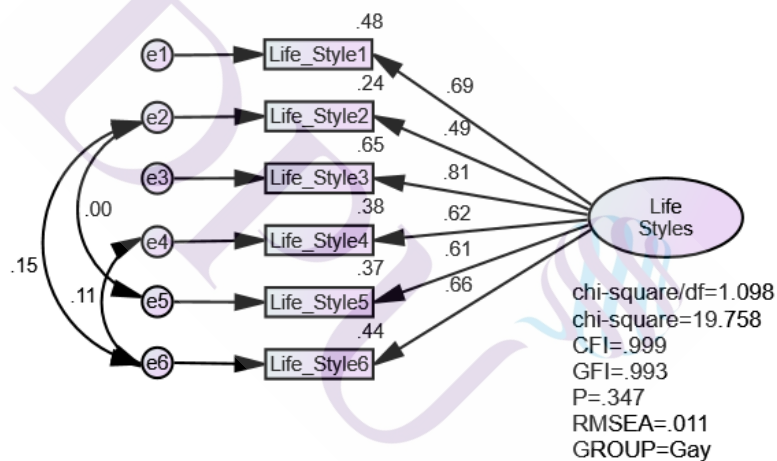 .48
e1
Life_Style1
.69
.24
e2
Life_Style2
.49
.65
e3
Life_Style3
.81
.38
.00
e4
Life_Style4
.62
.37
.15
.11
e5
Life_Style5
.61
.44
.66
e6
Life_Style6
Life
Styles
chi-square/df=1.098
chi-square=19.758
CFI=.999
GFI=.993
P=.347
RMSEA=.011
GROUP=Gay
DPU